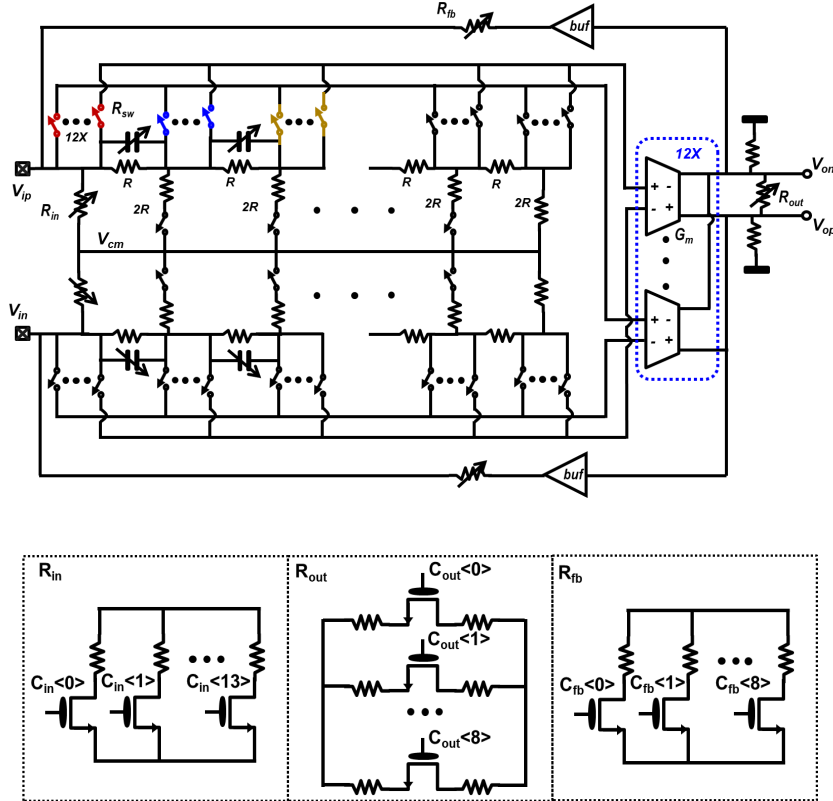 R_fb
buf
R_sw
12X
12X
V_ip
R
R
R
R
R_in
2R
2R
2R
2R
R_out
V_on
V_cm
V_op
G_m
+ -
- +
V_in
+ -
- +
buf
R_in
R_out
R_fb
C_out<0>
C_out<1>
C_in<0>
C_in<1>
C_in<13>
C_fb<0>
C_fb<1>
C_fb<8>
C_out<8>